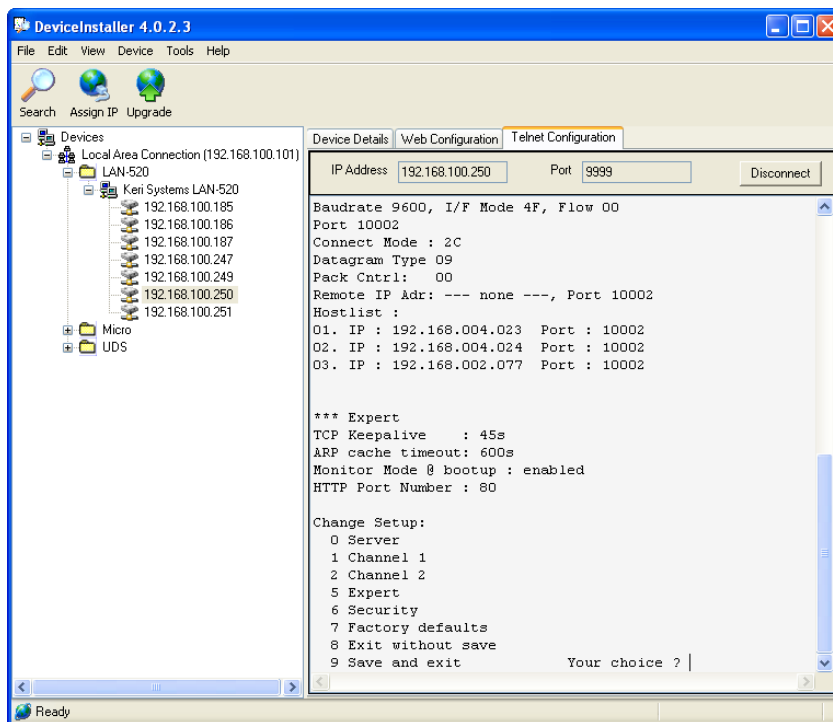 DeviceInstaller 4.0.2.3
File Edit View Device Tools Help
Search Assign IP Upgrade
Devices
Local Area Connection (192.168.100.101)
LAN-520
Keri Systems LAN-520
192.168.100.185
192.168.100.186
192.168.100.187
192.168.100.247
192.168.100.249
192.168.100.250
192.168.100.251
Micro
UDS
Device Details Web Configuration Telnet Configuration
IP Address 192.168.100.250 Port 9999 Disconnect
Baudrate 9600, I/F Mode 4F, Flow 00
Port 10002
Connect Mode : 2C
Datagram Type 09
Pack Cntrl: 00
Remote IP Adr: --- none ---, Port 10002
Hostlist :
01. IP : 192.168.004.023 Port : 10002
02. IP : 192.168.004.024 Port : 10002
03. IP : 192.168.002.077 Port : 10002
*** Expert
TCP Keepalive : 45s
ARP cache timeout: 600s
Monitor Mode @ bootup : enabled
HTTP Port Number : 80
Change Setup:
0 Server
1 Channel 1
2 Channel 2
5 Expert
6 Security
7 Factory defaults
8 Exit without save
9 Save and exit Your choice ?
Ready